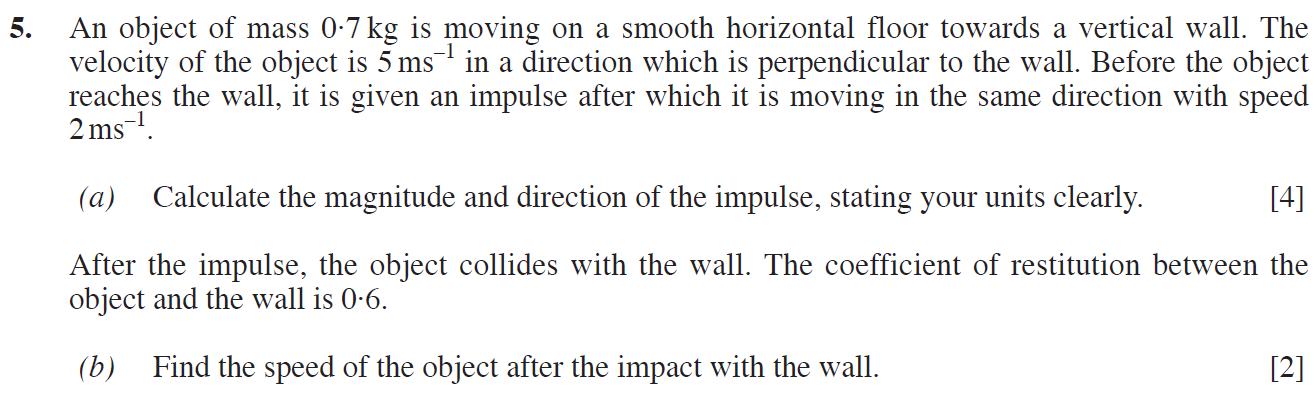 5. An object of mass 0·7 kg is moving on a smooth horizontal floor towards a vertical wall. The
velocity of the object is 5 ms⁻¹ in a direction which is perpendicular to the wall. Before the object
reaches the wall, it is given an impulse after which it is moving in the same direction with speed
2 ms⁻¹.
(a) Calculate the magnitude and direction of the impulse, stating your units clearly. [4]
After the impulse, the object collides with the wall. The coefficient of restitution between the
object and the wall is 0·6.
(b) Find the speed of the object after the impact with the wall. [2]